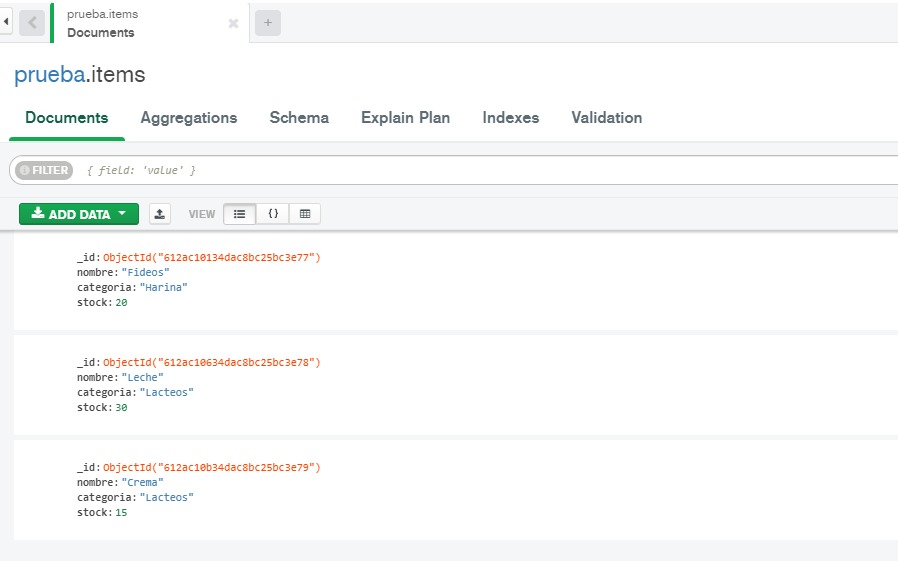 prueba.items
Documents
prueba.items
Documents Aggregations Schema Explain Plan Indexes Validation
FILTER { field: 'value' }
ADD DATA VIEW {}
_id: ObjectId("612ac10134dac8bc25bc3e77")
nombre: "Fideos"
categoria: "Harina"
stock: 20
_id: ObjectId("612ac10634dac8bc25bc3e78")
nombre: "Leche"
categoria: "Lacteos"
stock: 30
_id: ObjectId("612ac10b34dac8bc25bc3e79")
nombre: "Crema"
categoria: "Lacteos"
stock: 15